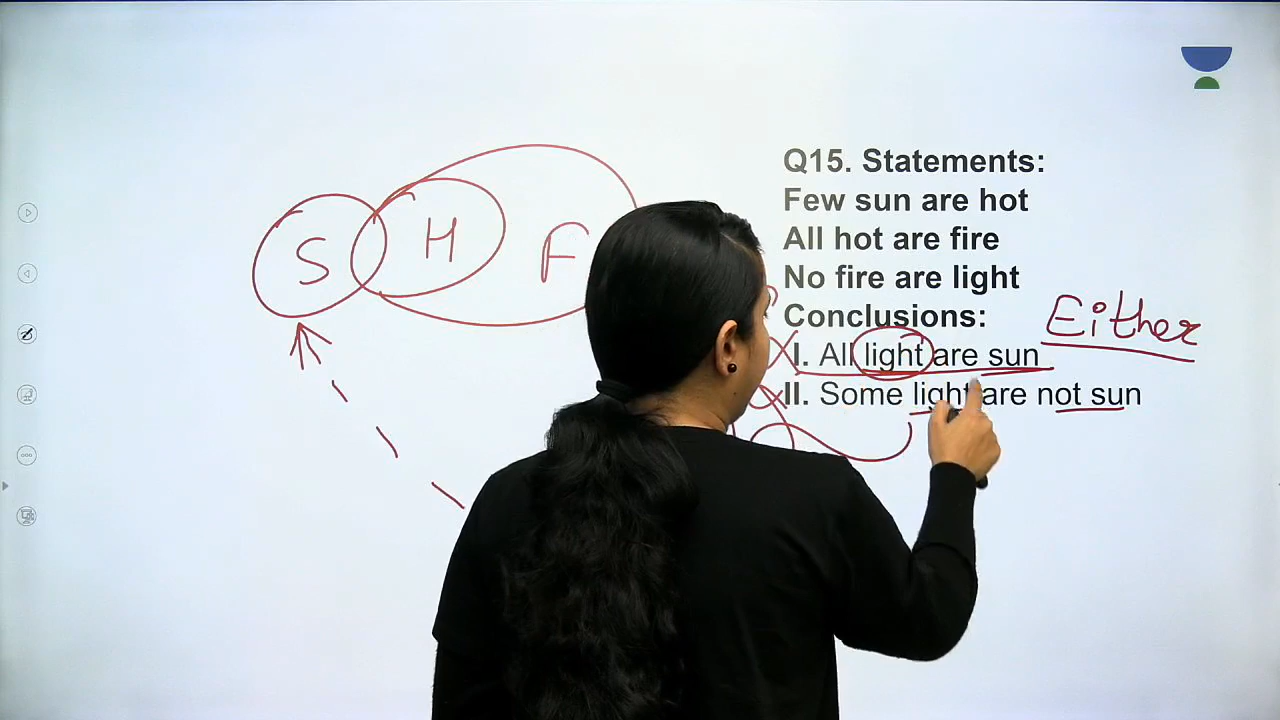 Q15. Statements:
Few sun are hot
All hot are fire
No fire are light
Conclusions:
Either
I. All light are sun
II. Some light are not sun
S H F